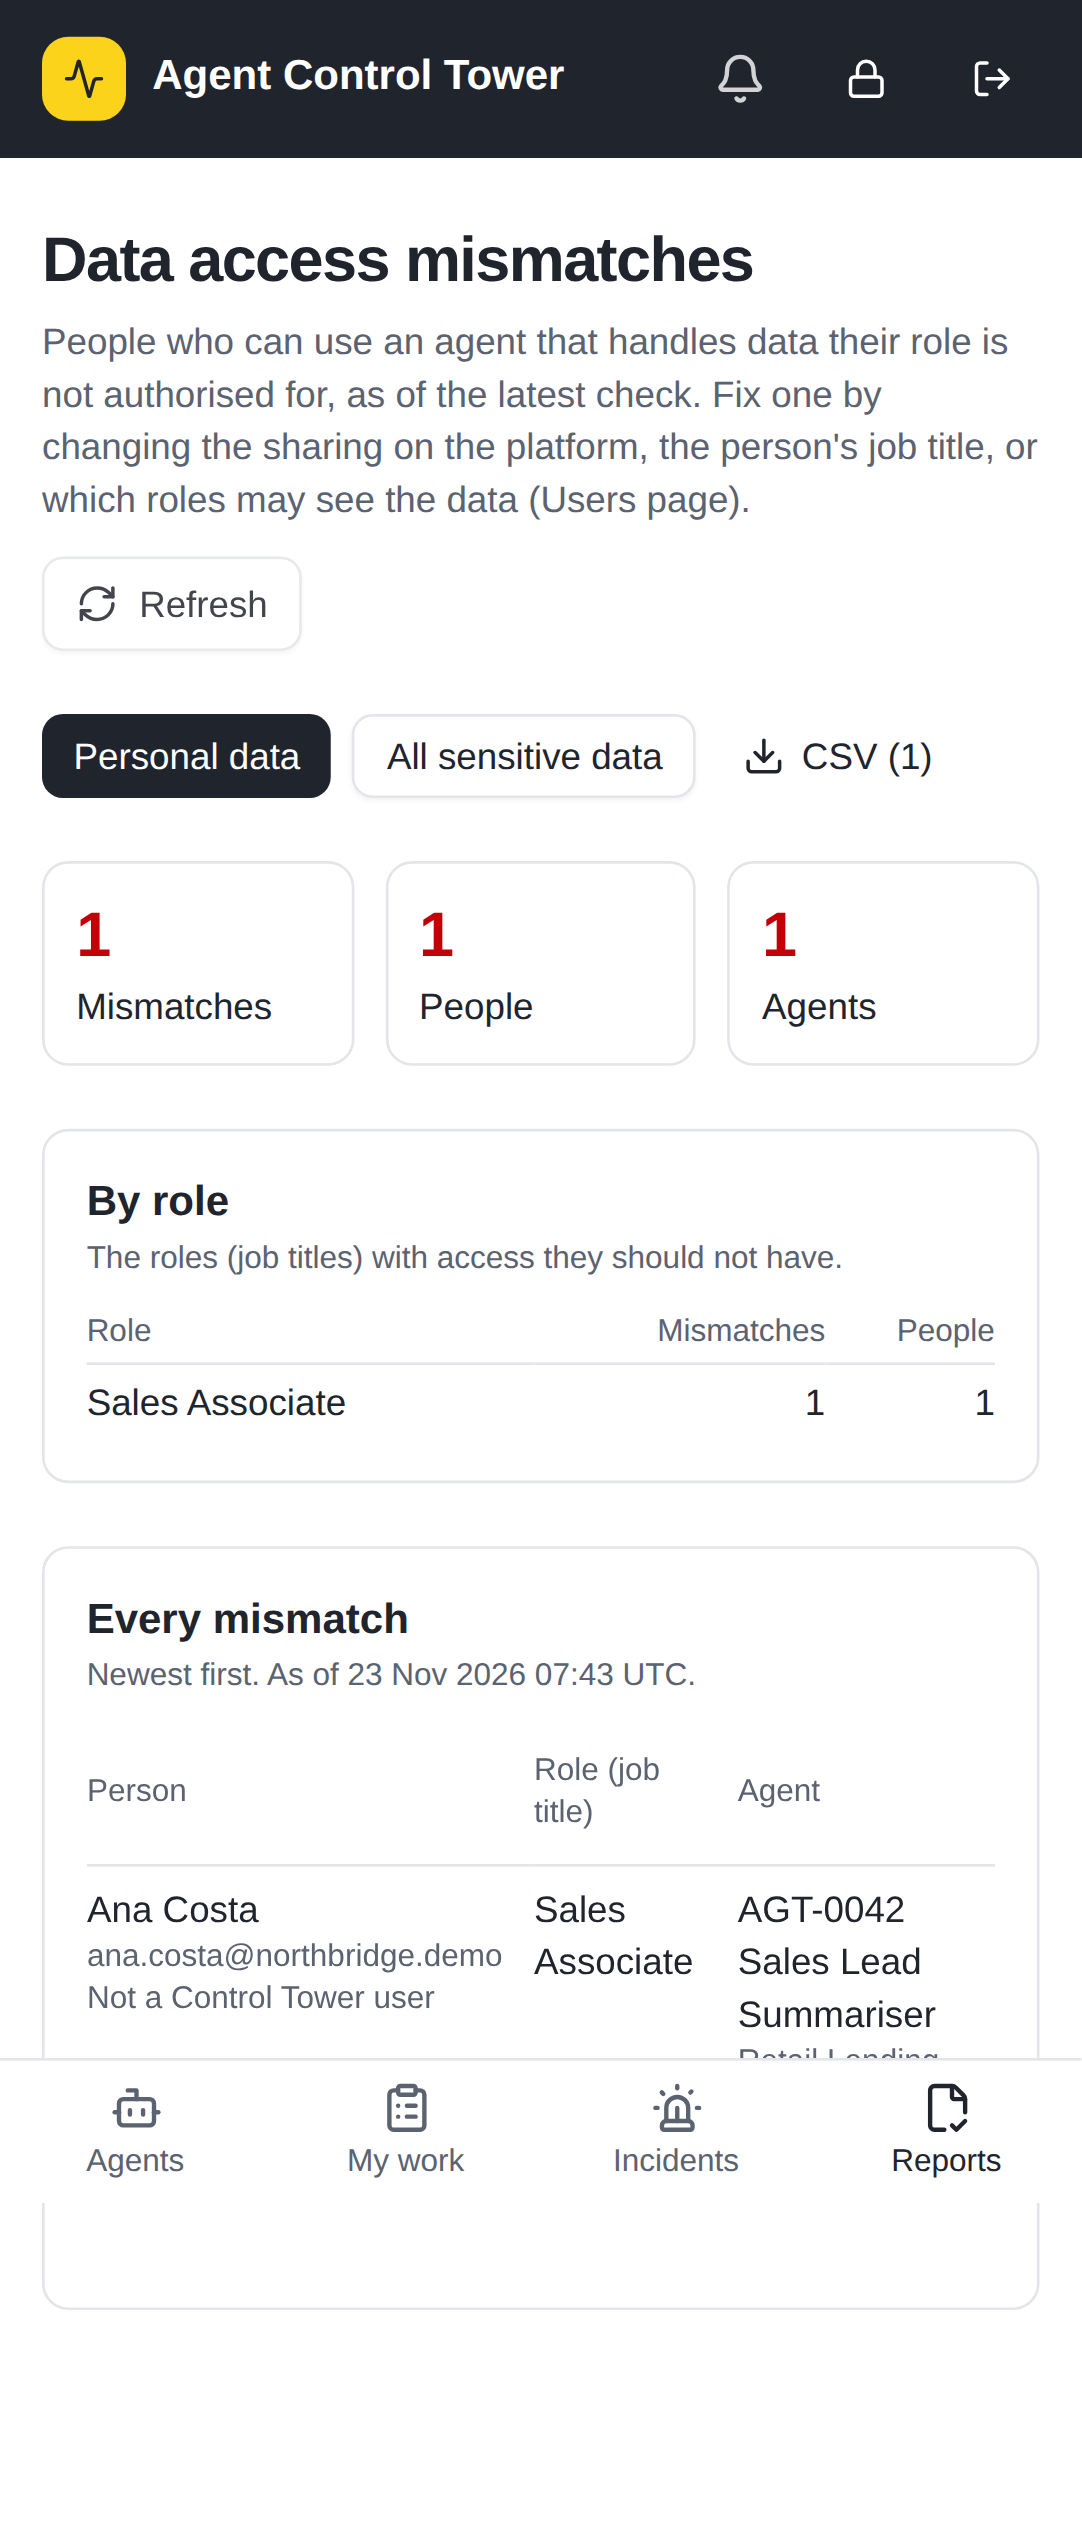 Agent Control Tower
Data access mismatches
People who can use an agent that handles data their role is
not authorised for, as of the latest check. Fix one by
changing the sharing on the platform, the person's job title, or
which roles may see the data (Users page).
Refresh
Personal data
All sensitive data
CSV (1)
1
Mismatches
1
People
1
Agents
By role
The roles (job titles) with access they should not have.
Role Mismatches People
Sales Associate 1 1
Every mismatch
Newest first. As of 23 Nov 2026 07:43 UTC.
Person
Role (job
title)
Agent
Ana Costa
ana.costa@northbridge.demo
Not a Control Tower user
Sales
Associate
AGT-0042
Sales Lead
Summariser
Retail Lending
Agents
My work
Incidents
Reports